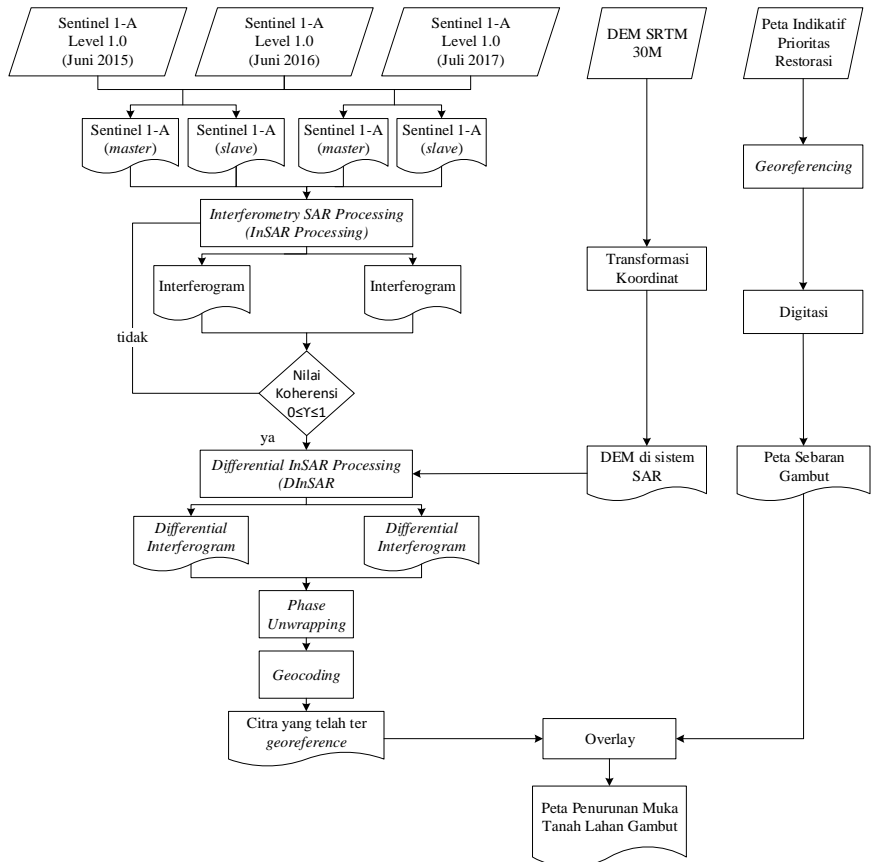 Sentinel 1-A
Level 1.0
(Juni 2015)
Sentinel 1-A
Level 1.0
(Juni 2016)
Sentinel 1-A
Level 1.0
(Juli 2017)
DEM SRTM
30M
Peta Indikatif
Prioritas
Restorasi
Sentinel 1-A
(master)
Sentinel 1-A
(slave)
Sentinel 1-A
(master)
Sentinel 1-A
(slave)
Georeferencing
Interferometry SAR Processing
(InSAR Processing)
Transformasi
Koordinat
Interferogram
Interferogram
Digitasi
tidak
Nilai
Koherensi
0≤ϒ≤1
ya
Differential InSAR Processing
(DInSAR
DEM di sistem
SAR
Peta Sebaran
Gambut
Differential
Interferogram
Differential
Interferogram
Phase
Unwrapping
Geocoding
Citra yang telah ter
georeference
Overlay
Peta Penurunan Muka
Tanah Lahan Gambut